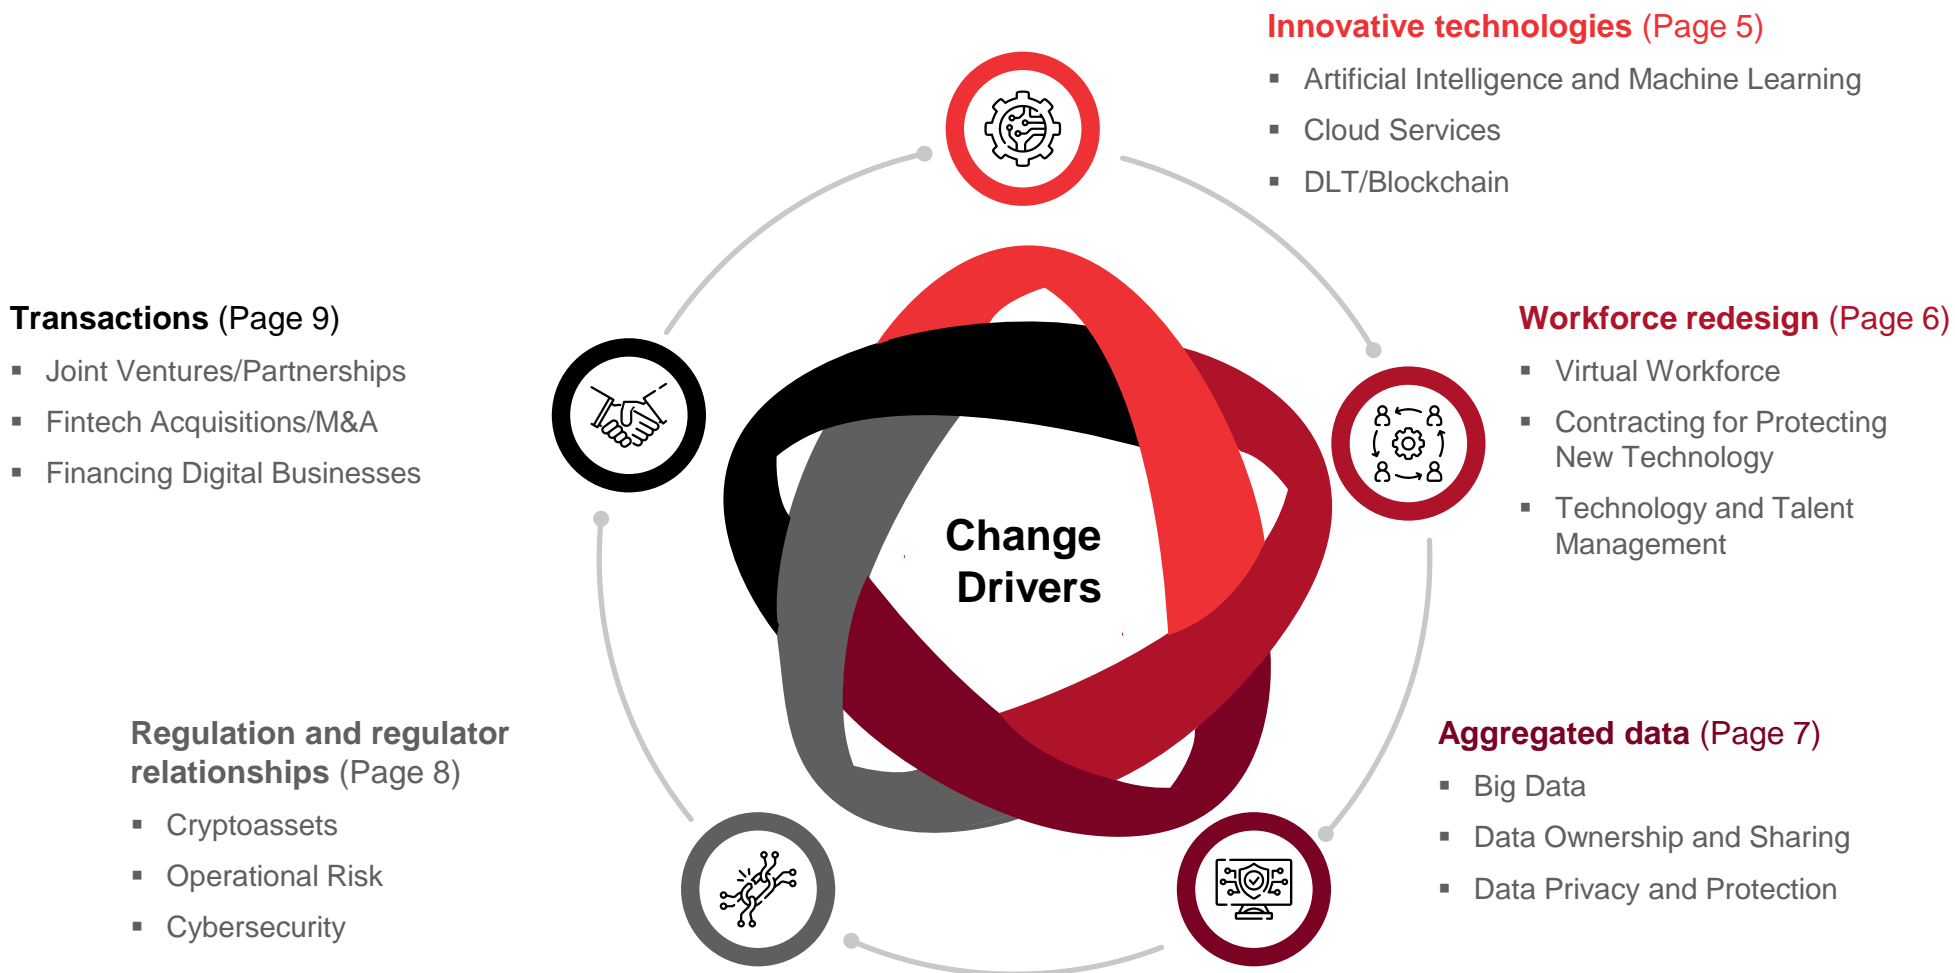 Innovative technologies (Page 5)
▪ Artificial Intelligence and Machine Learning
▪ Cloud Services
▪ DLT/Blockchain
Transactions (Page 9)
▪ Joint Ventures/Partnerships
▪ Fintech Acquisitions/M&A
▪ Financing Digital Businesses
Workforce redesign (Page 6)
▪ Virtual Workforce
▪ Contracting for Protecting
New Technology
▪ Technology and Talent
Management
Change
Drivers
Regulation and regulator
relationships (Page 8)
▪ Cryptoassets
▪ Operational Risk
▪ Cybersecurity
Aggregated data (Page 7)
▪ Big Data
▪ Data Ownership and Sharing
▪ Data Privacy and Protection